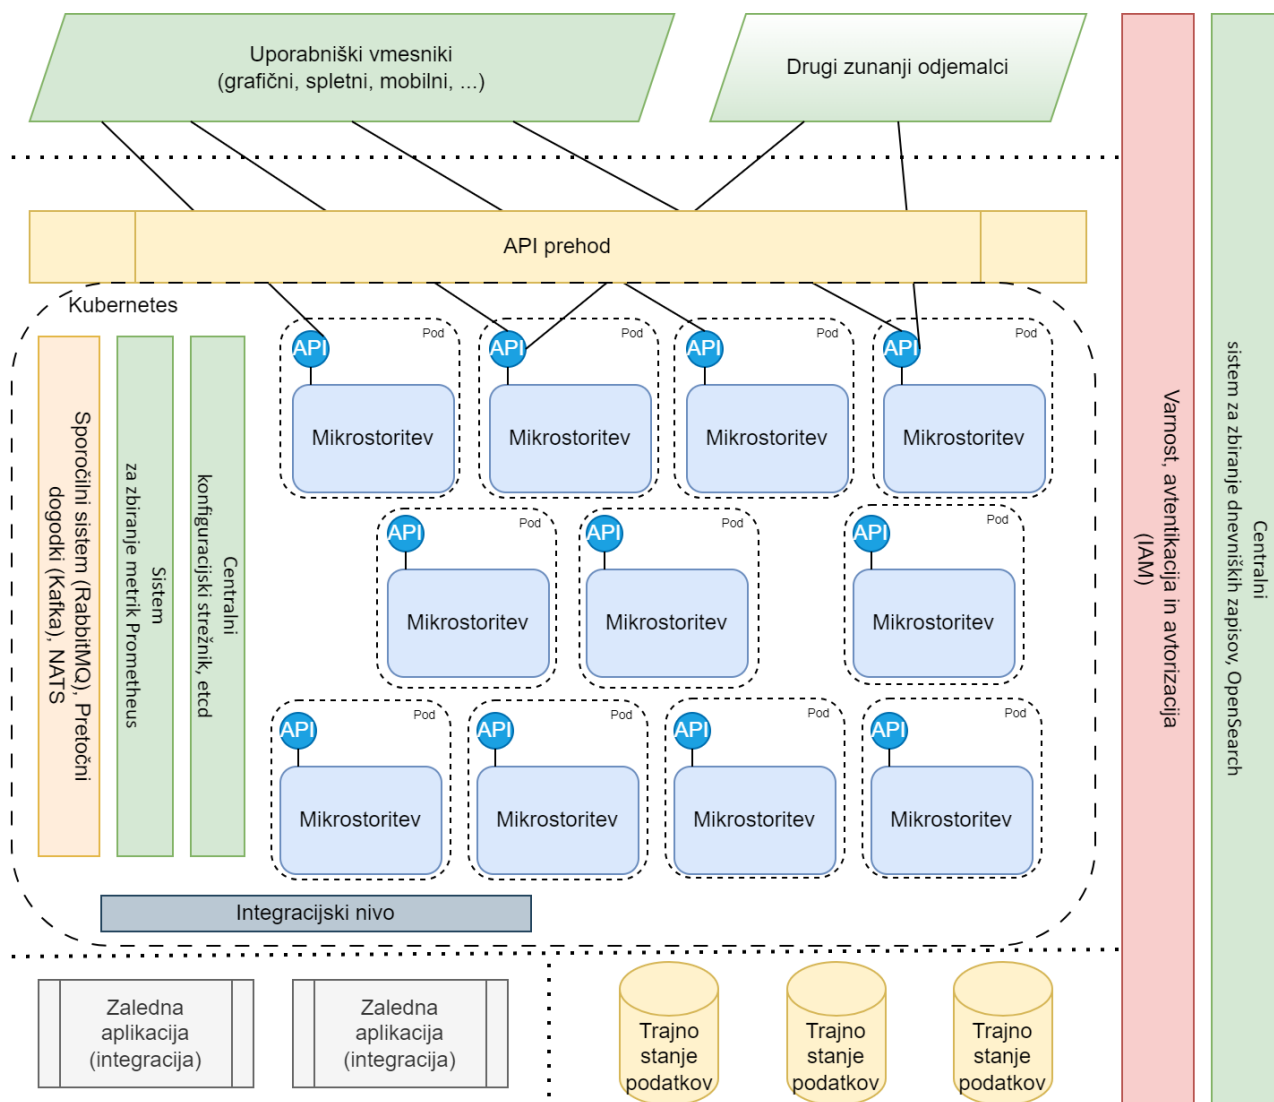 Uporabniški vmesniki
(grafični, spletni, mobilni, ...)
Drugi zunanji odjemalci
API prehod
Kubernetes
Sporočilni sistem (RabbitMQ), Pretočni
dogodki (Kafka), NATS
Sistem
za zbiranje metrik Prometheus
Centralni
konfiguracijski strežnik, etcd
API
Pod
Mikrostoritev
API
Pod
Mikrostoritev
API
Pod
Mikrostoritev
API
Pod
Mikrostoritev
API
Pod
Mikrostoritev
API
Pod
Mikrostoritev
API
Pod
Mikrostoritev
API
Pod
Mikrostoritev
API
Pod
Mikrostoritev
API
Pod
Mikrostoritev
API
Pod
Mikrostoritev
Integracijski nivo
Zaledna
aplikacija
(integracija)
Zaledna
aplikacija
(integracija)
Trajno
stanje
podatkov
Trajno
stanje
podatkov
Trajno
stanje
podatkov
Varnost, avtentikacija in avtorizacija
(IAM)
Centralni
sistem za zbiranje dnevniških zapisov, OpenSearch